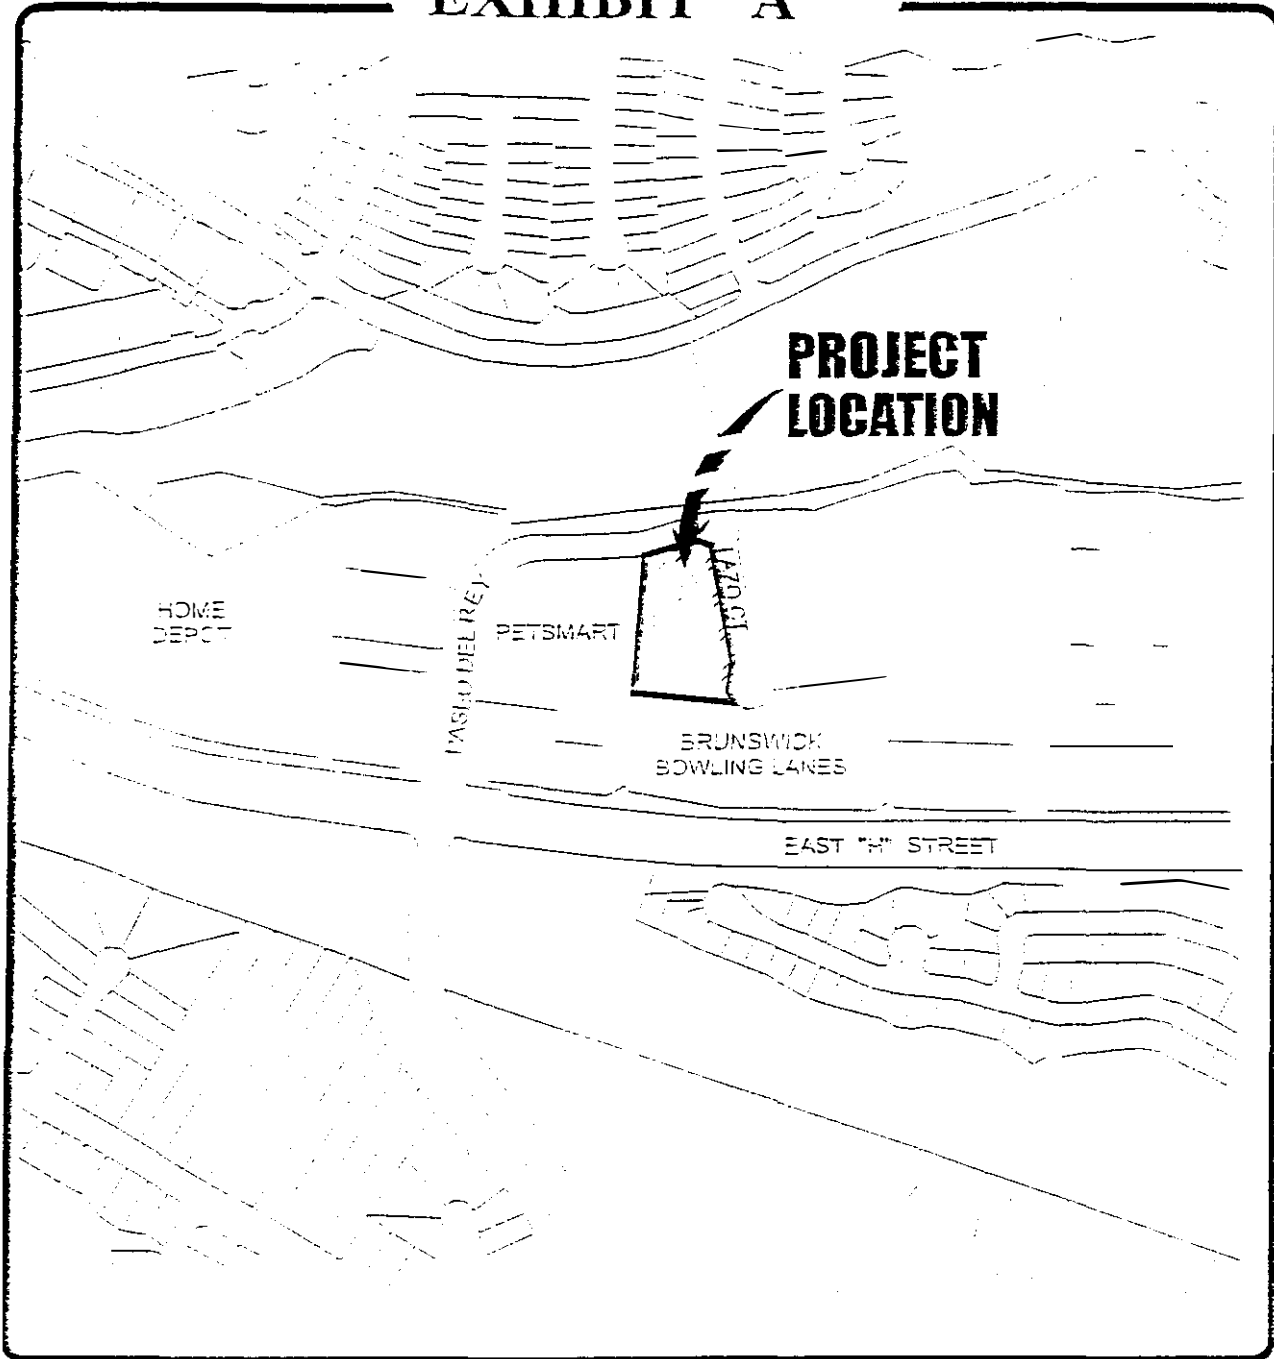 EXHIBIT "A"
PROJECT
LOCATION
LAZO CT
HOME
DEPOT
PASEO DEL REY
PETSMART
BRUNSWICK
BOWLING LANES
EAST "H" STREET